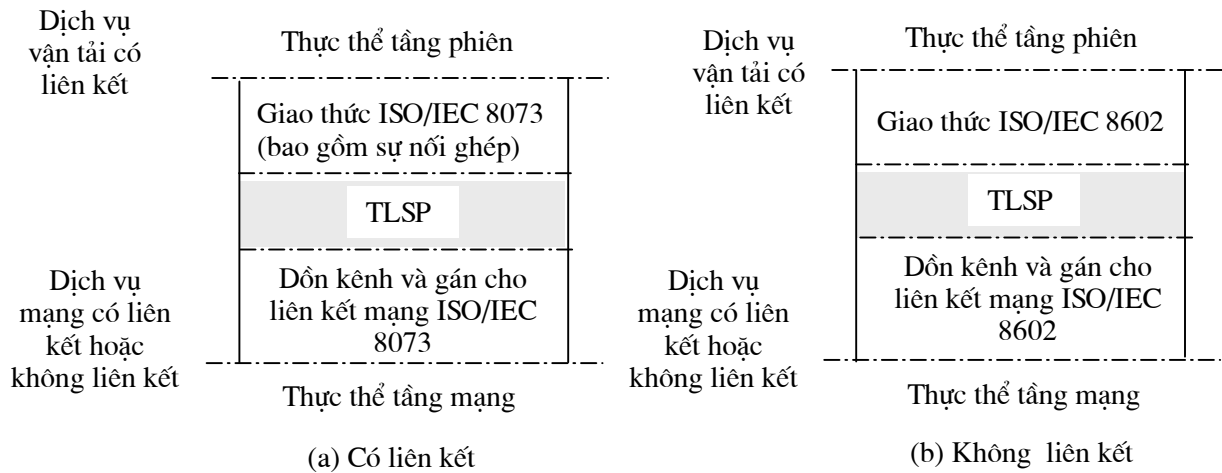 Dịch vụ
vận tải có
liên kết
Thực thể tầng phiên
Giao thức ISO/IEC 8073
(bao gồm sự nối ghép)
TLSP
Dịch vụ
mạng có liên
kết hoặc
không liên kết
Dồn kênh và gán cho
liên kết mạng ISO/IEC
8073
Thực thể tầng mạng
(a) Có liên kết
Dịch vụ
vận tải có
liên kết
Thực thể tầng phiên
Giao thức ISO/IEC 8602
TLSP
Dịch vụ
mạng có liên
kết hoặc
không liên kết
Dồn kênh và gán cho
liên kết mạng ISO/IEC
8602
Thực thể tầng mạng
(b) Không liên kết